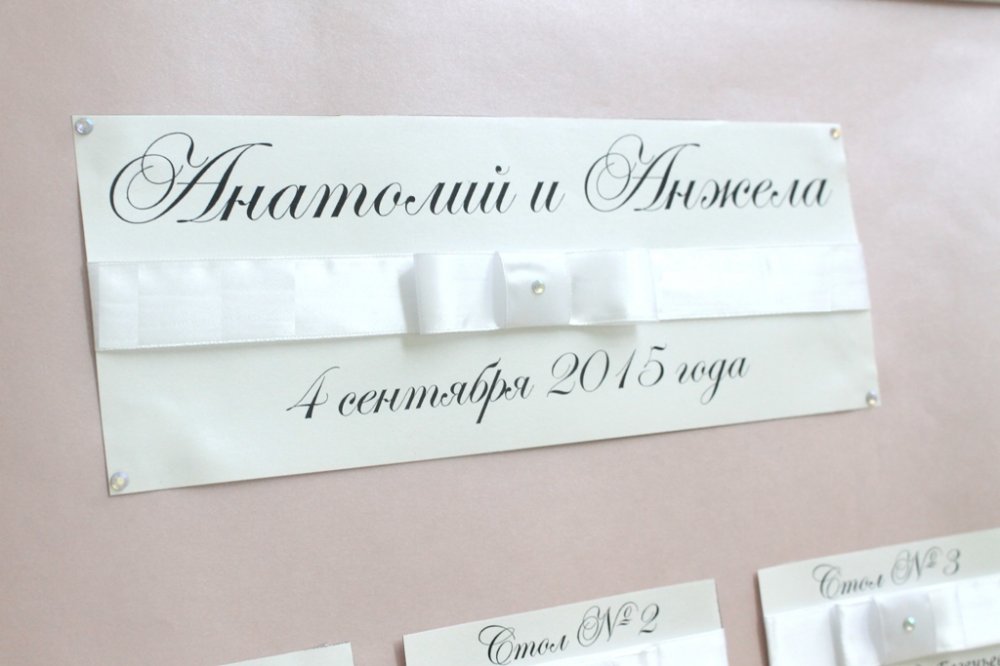 Анатолий и Анжела
4 сентября 2015 года
Стол № 2
Стол № 3